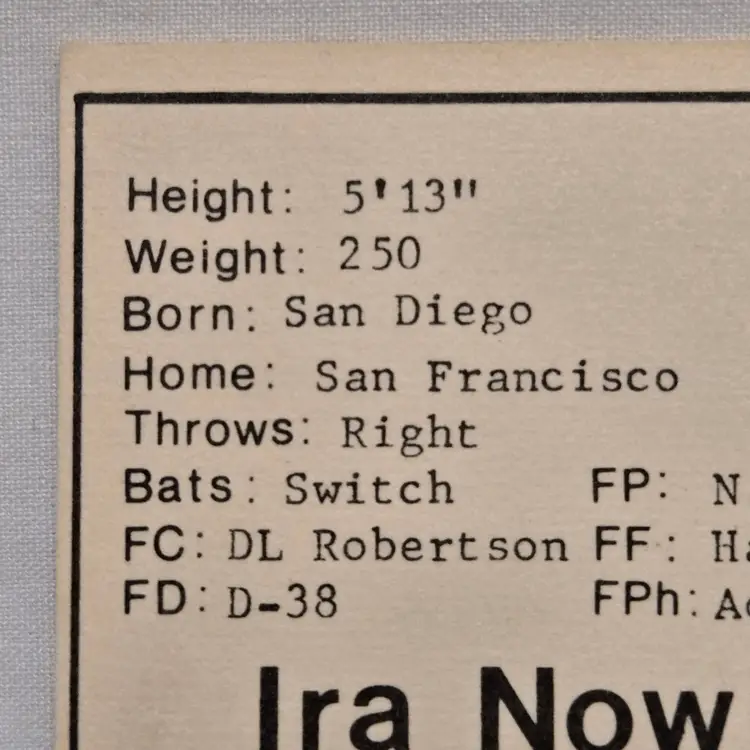 Height: 5'13"
Weight: 250
Born: San Diego
Home: San Francisco
Throws: Right
Bats: Switch FP: N
FC: DL Robertson FF: Ha
FD: D-38 FPh: Ac
Ira Now